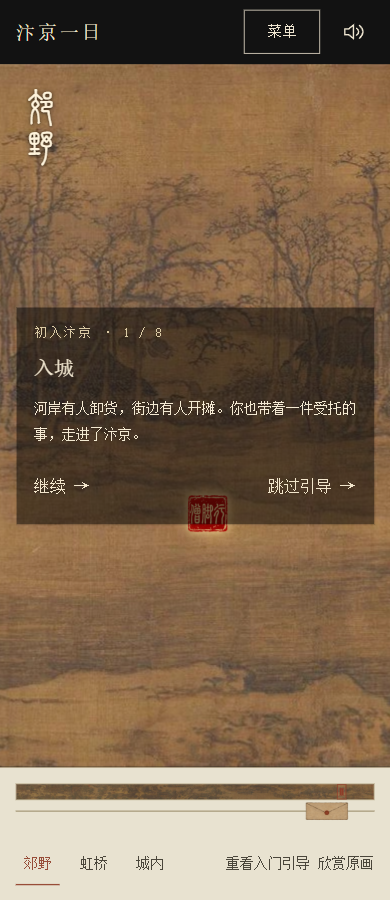 汴京一日
菜单
郊野
初入汴京 · 1 / 8
入城
河岸有人卸货，街边有人开摊。你也带着一件受托的
事，走进了汴京。
继续 →
跳过引导 →
行脚僧
郊野
虹桥
城内
重看入门引导
欣赏原画